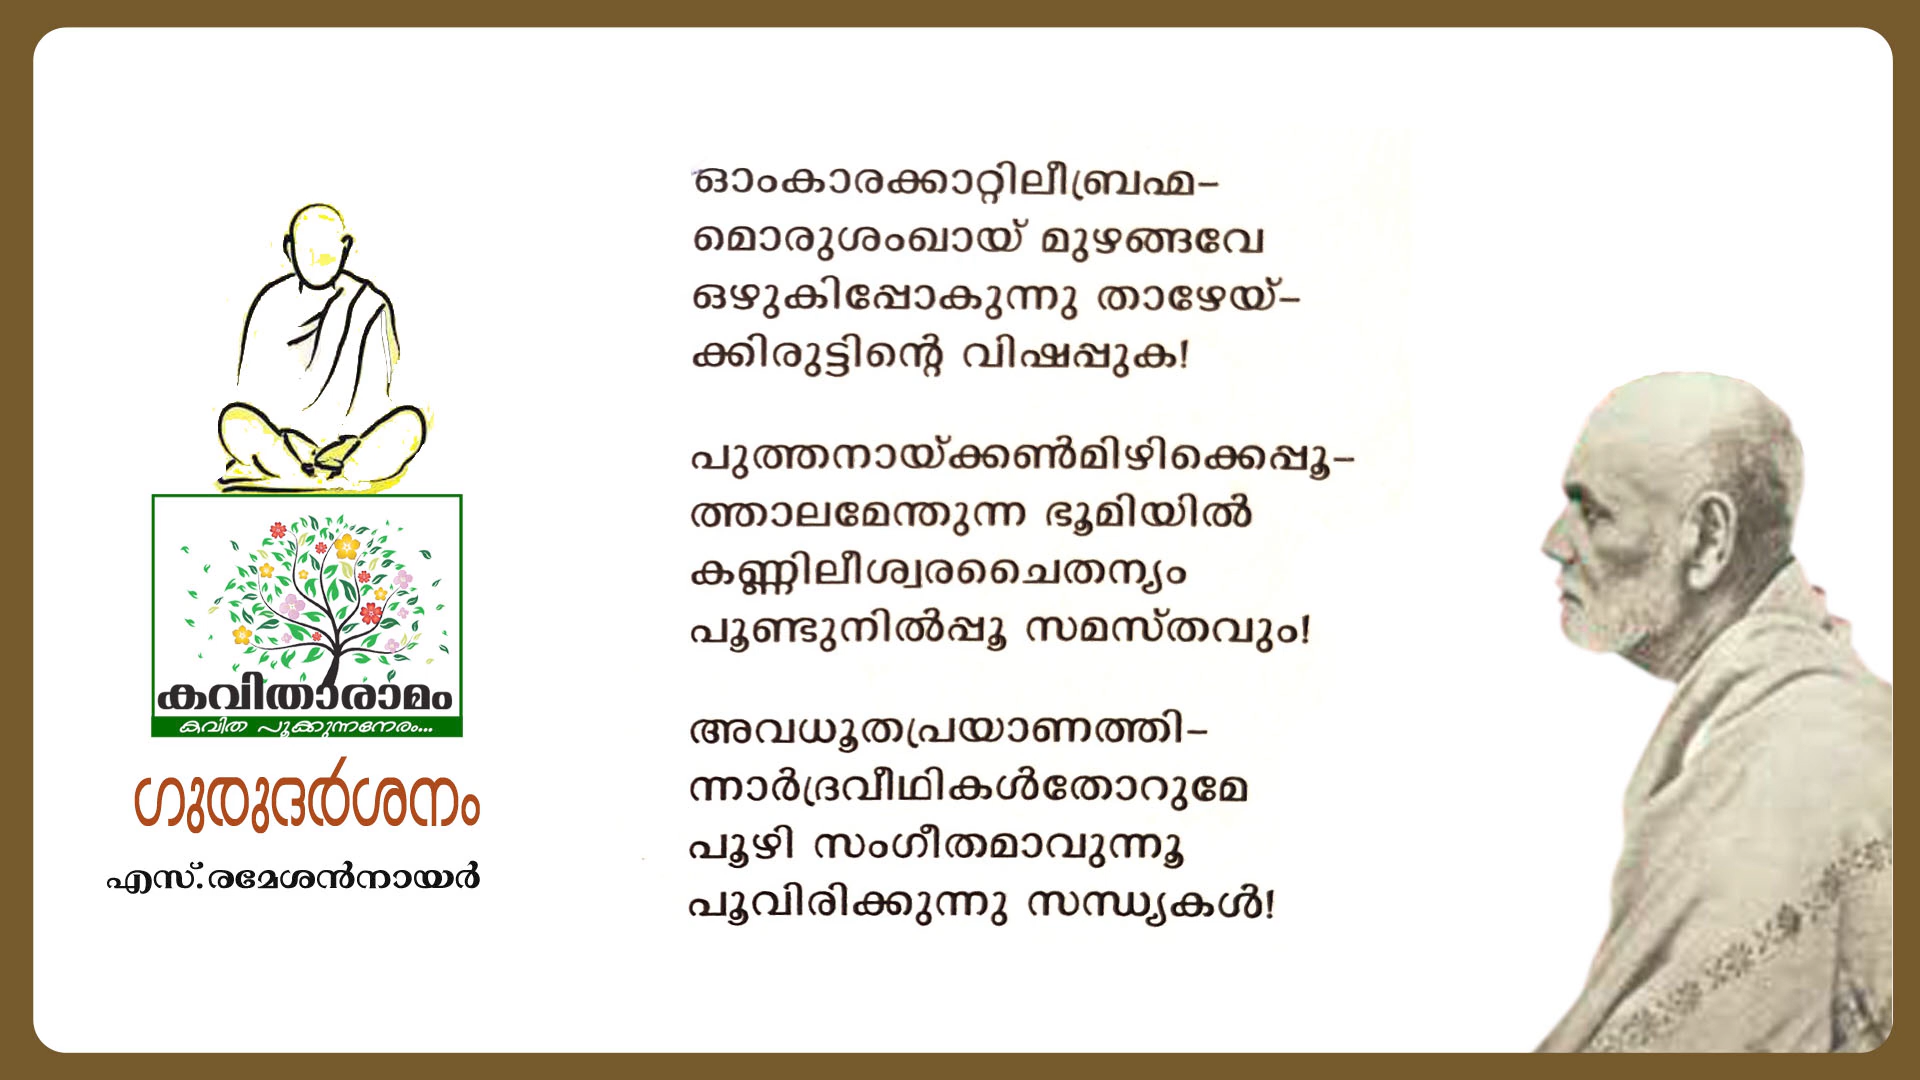 ഓംകാരക്കാറ്റിലീബ്രഹ്മ-
മൊരുശംഖായ് മുഴങ്ങവേ
ഒഴുകിപ്പോകുന്നു താഴേയ്-
ക്കിരുട്ടിന്റെ വിഷപ്പുക!
പുത്തനായ്ക്കൺമിഴിക്കെപ്പൂ-
ത്താലമേന്തുന്ന ഭൂമിയിൽ
കണ്ണിലീശ്വരചൈതന്യം
പൂണ്ടുനിൽപ്പൂ സമസ്തവും!
അവധൂതപ്രയാണത്തി-
ന്നാർദ്രവീഥികൾതോറുമേ
പൂഴി സംഗീതമാവുന്നൂ
പൂവിരിക്കുന്നു സന്ധ്യകൾ!
കവിതാരാമം
കവിത പൂക്കുന്നനേരം...
ഗുരുദർശനം
എസ്.രമേശൻനായർ